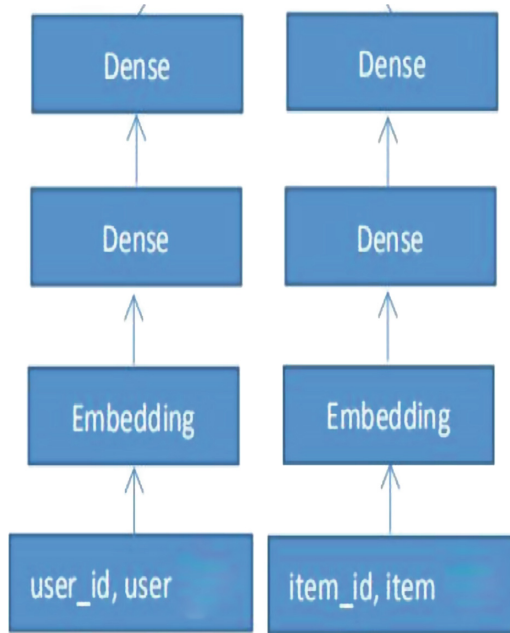 Dense
Dense
Dense
Dense
Embedding
Embedding
user_id, user
item_id, item